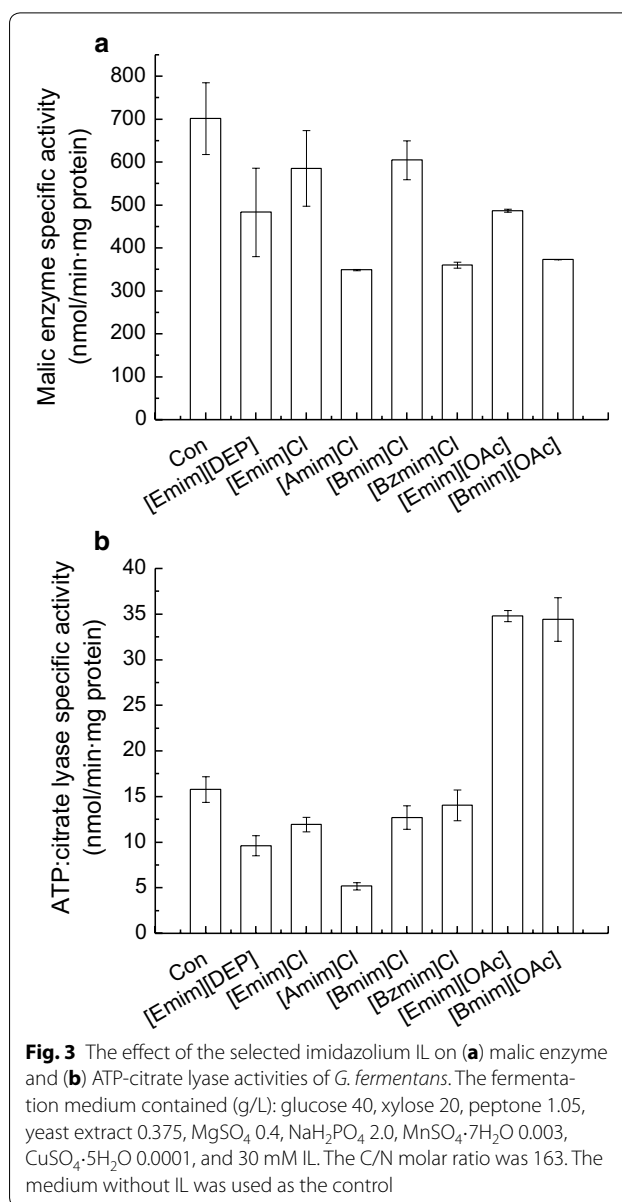 a
Malic enzyme specific activity
(nmol/min·mg protein)
800
700
600
500
400
300
200
100
0
Con
[Emim][DEP]
[Emim]Cl
[Amim]Cl
[Bmim]Cl
[Bzmim]Cl
[Emim][OAc]
[Bmim][OAc]
b
ATP:citrate lyase specific activity
(nmol/min·mg protein)
40
35
30
25
20
15
10
5
0
Con
[Emim][DEP]
[Emim]Cl
[Amim]Cl
[Bmim]Cl
[Bzmim]Cl
[Emim][OAc]
[Bmim][OAc]
Fig. 3 The effect of the selected imidazolium IL on (a) malic enzyme
and (b) ATP-citrate lyase activities of G. fermentans. The fermenta-
tion medium contained (g/L): glucose 40, xylose 20, peptone 1.05,
yeast extract 0.375, MgSO₄ 0.4, NaH₂PO₄ 2.0, MnSO₄·7H₂O 0.003,
CuSO₄·5H₂O 0.0001, and 30 mM IL. The C/N molar ratio was 163. The
medium without IL was used as the control